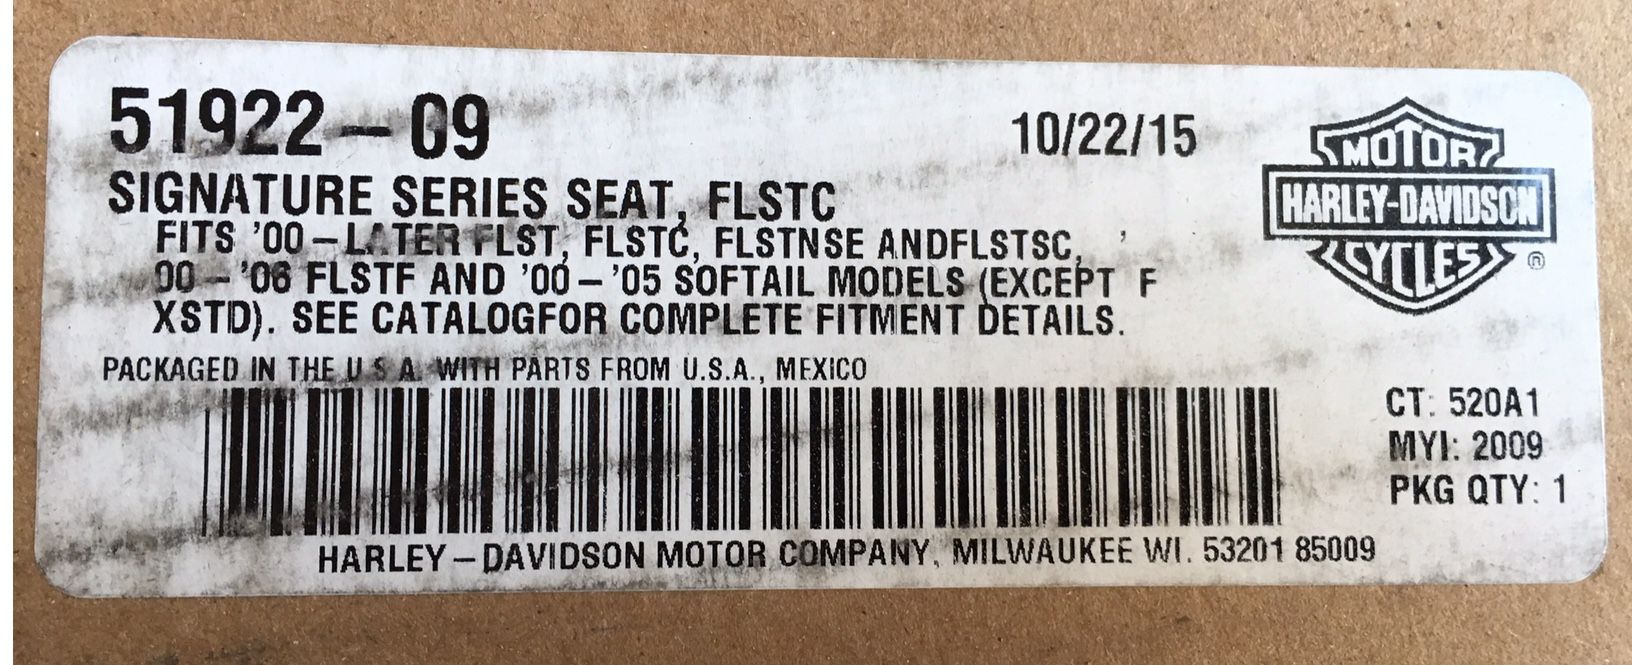 51922-09
10/22/15
SIGNATURE SERIES SEAT, FLSTC
FITS '00-LATER FLST, FLSTC, FLSTNSE ANDFLSTSC, '
00-'06 FLSTF AND '00-'05 SOFTAIL MODELS (EXCEPT F
XSTD). SEE CATALOGFOR COMPLETE FITMENT DETAILS.
PACKAGED IN THE U.S.A. WITH PARTS FROM U.S.A., MEXICO
MOTOR
HARLEY-DAVIDSON
CYCLES
®
CT: 520A1
MYI: 2009
PKG QTY: 1
HARLEY-DAVIDSON MOTOR COMPANY, MILWAUKEE WI. 53201 85009